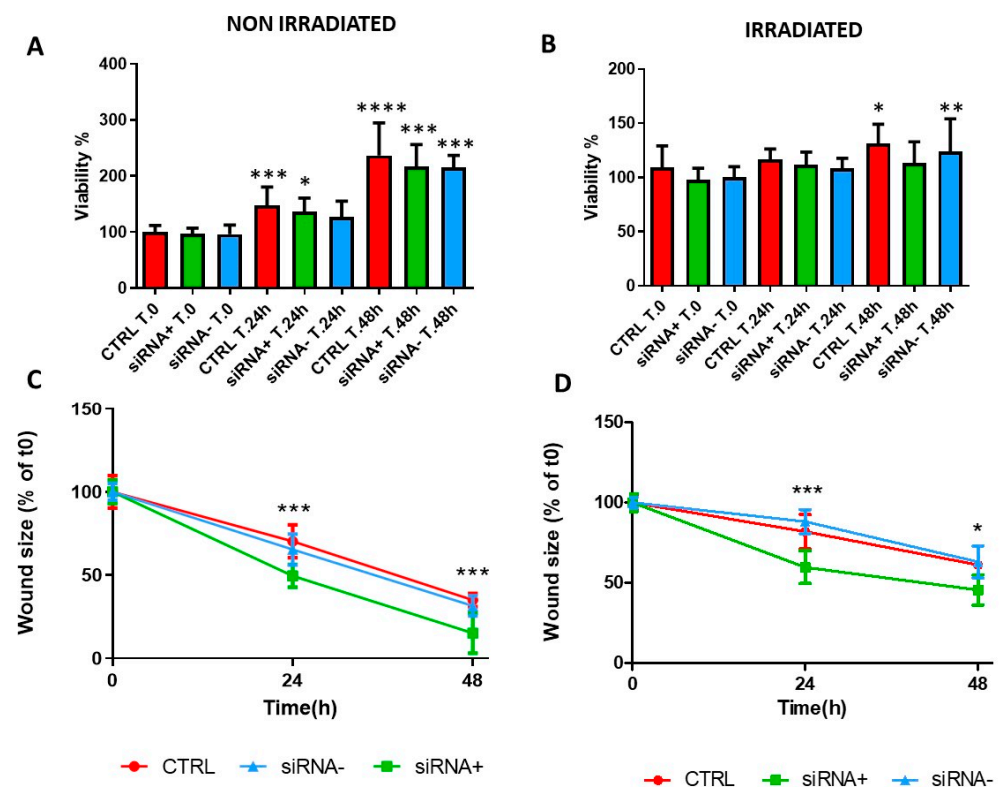 NON IRRADIATED
IRRADIATED
A
Viability %
400
300
200
100
0
***
*
****
***
***
CTRL T.0
siRNA+ T.0
siRNA- T.0
CTRL T.24h
siRNA+ T.24h
siRNA- T.24h
CTRL T.48h
siRNA+ T.48h
siRNA- T.48h
B
Viability %
200
150
100
50
0
*
**
CTRL T.0
siRNA+ T.0
siRNA- T.0
CTRL T.24h
siRNA+ T.24h
siRNA- T.24h
CTRL T.48h
siRNA+ T.48h
siRNA- T.48h
C
Wound size (% of t0)
150
100
50
0
***
***
0 24 48
Time(h)
CTRL siRNA- siRNA+
D
Wound size (% of t0)
150
100
50
0
***
*
0 24 48
Time(h)
CTRL siRNA+ siRNA-